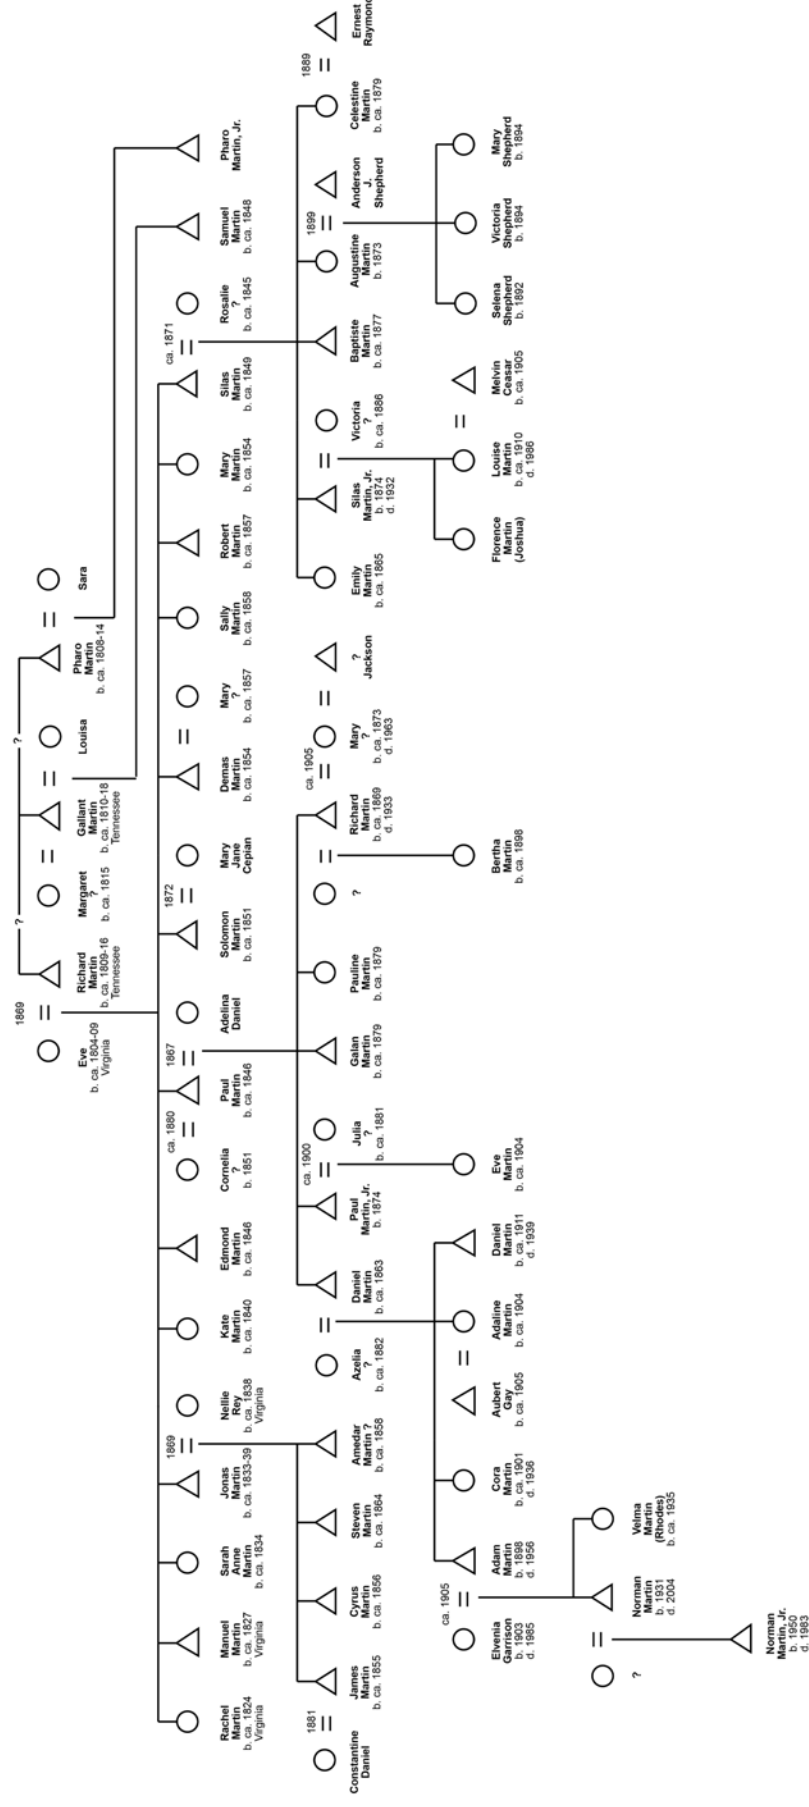 1869
?
?
Eve
b. ca. 1804-09
Virginia
Richard
Martin
b. ca. 1809-16
Tennessee
Margaret
?
b. ca. 1815
Gallant
Martin
b. ca. 1810-18
Tennessee
Louisa
Pharo
Martin
b. ca. 1808-14
Sara
1869
ca. 1880
1867
1872
ca. 1871
Rachel
Martin
b. ca. 1824
Virginia
Manuel
Martin
b. ca. 1827
Virginia
Sarah
Anne
Martin
b. ca. 1834
Jonas
Martin
b. ca. 1833-39
Nellie
Rey
b. ca. 1838
Virginia
Kate
Martin
b. ca. 1840
Edmond
Martin
b. ca. 1846
Cornelia
?
b. 1851
Paul
Martin
b. ca. 1846
Adelina
Daniel
Solomon
Martin
b. ca. 1851
Mary
Jane
Cepian
Demas
Martin
b. ca. 1854
Mary
?
b. ca. 1857
Sally
Martin
b. ca. 1858
Robert
Martin
b. ca. 1857
Mary
Martin
b. ca. 1854
Silas
Martin
b. ca. 1849
Rosalie
?
b. ca. 1845
Samuel
Martin
b. ca. 1848
Pharo
Martin, Jr.
1881
ca. 1900
ca. 1905
1899
1889
Constantine
Daniel
James
Martin
b. ca. 1855
Cyrus
Martin
b. ca. 1856
Steven
Martin
b. ca. 1864
Amedar
Martin ?
b. ca. 1858
Azelia
?
b. ca. 1882
Daniel
Martin
b. ca. 1863
Paul
Martin, Jr.
b. 1874
Julia
?
b. ca. 1881
Galan
Martin
b. ca. 1879
Pauline
Martin
b. ca. 1879
?
Richard
Martin
b. ca. 1869
d. 1933
Mary
?
b. ca. 1873
d. 1963
?
Jackson
Emily
Martin
b. ca. 1865
Silas
Martin, Jr.
b. 1874
d. 1932
Victoria
?
b. ca. 1886
Baptiste
Martin
b. ca. 1877
Augustine
Martin
b. 1873
Anderson
J.
Shepherd
Celestine
Martin
b. ca. 1879
Ernest
Raymond
ca. 1905
Elvenia
Garrison
b. 1903
d. 1985
Adam
Martin
b. 1898
d. 1956
Cora
Martin
b. ca. 1901
d. 1936
Aubert
Gay
b. ca. 1905
Adaline
Martin
b. ca. 1904
Daniel
Martin
b. ca. 1911
d. 1939
Eve
Martin
b. ca. 1904
Bertha
Martin
b. ca. 1898
Florence
Martin
(Joshua)
Louise
Martin
b. ca. 1910
d. 1986
Melvin
Ceasar
b. ca. 1905
Selena
Shepherd
b. 1892
Victoria
Shepherd
b. 1894
Mary
Shepherd
b. 1894
?
Norman
Martin
b. 1931
d. 2004
Velma
Martin
(Rhodes)
b. ca. 1935
Norman
Martin, Jr.
b. 1950
d. 1983